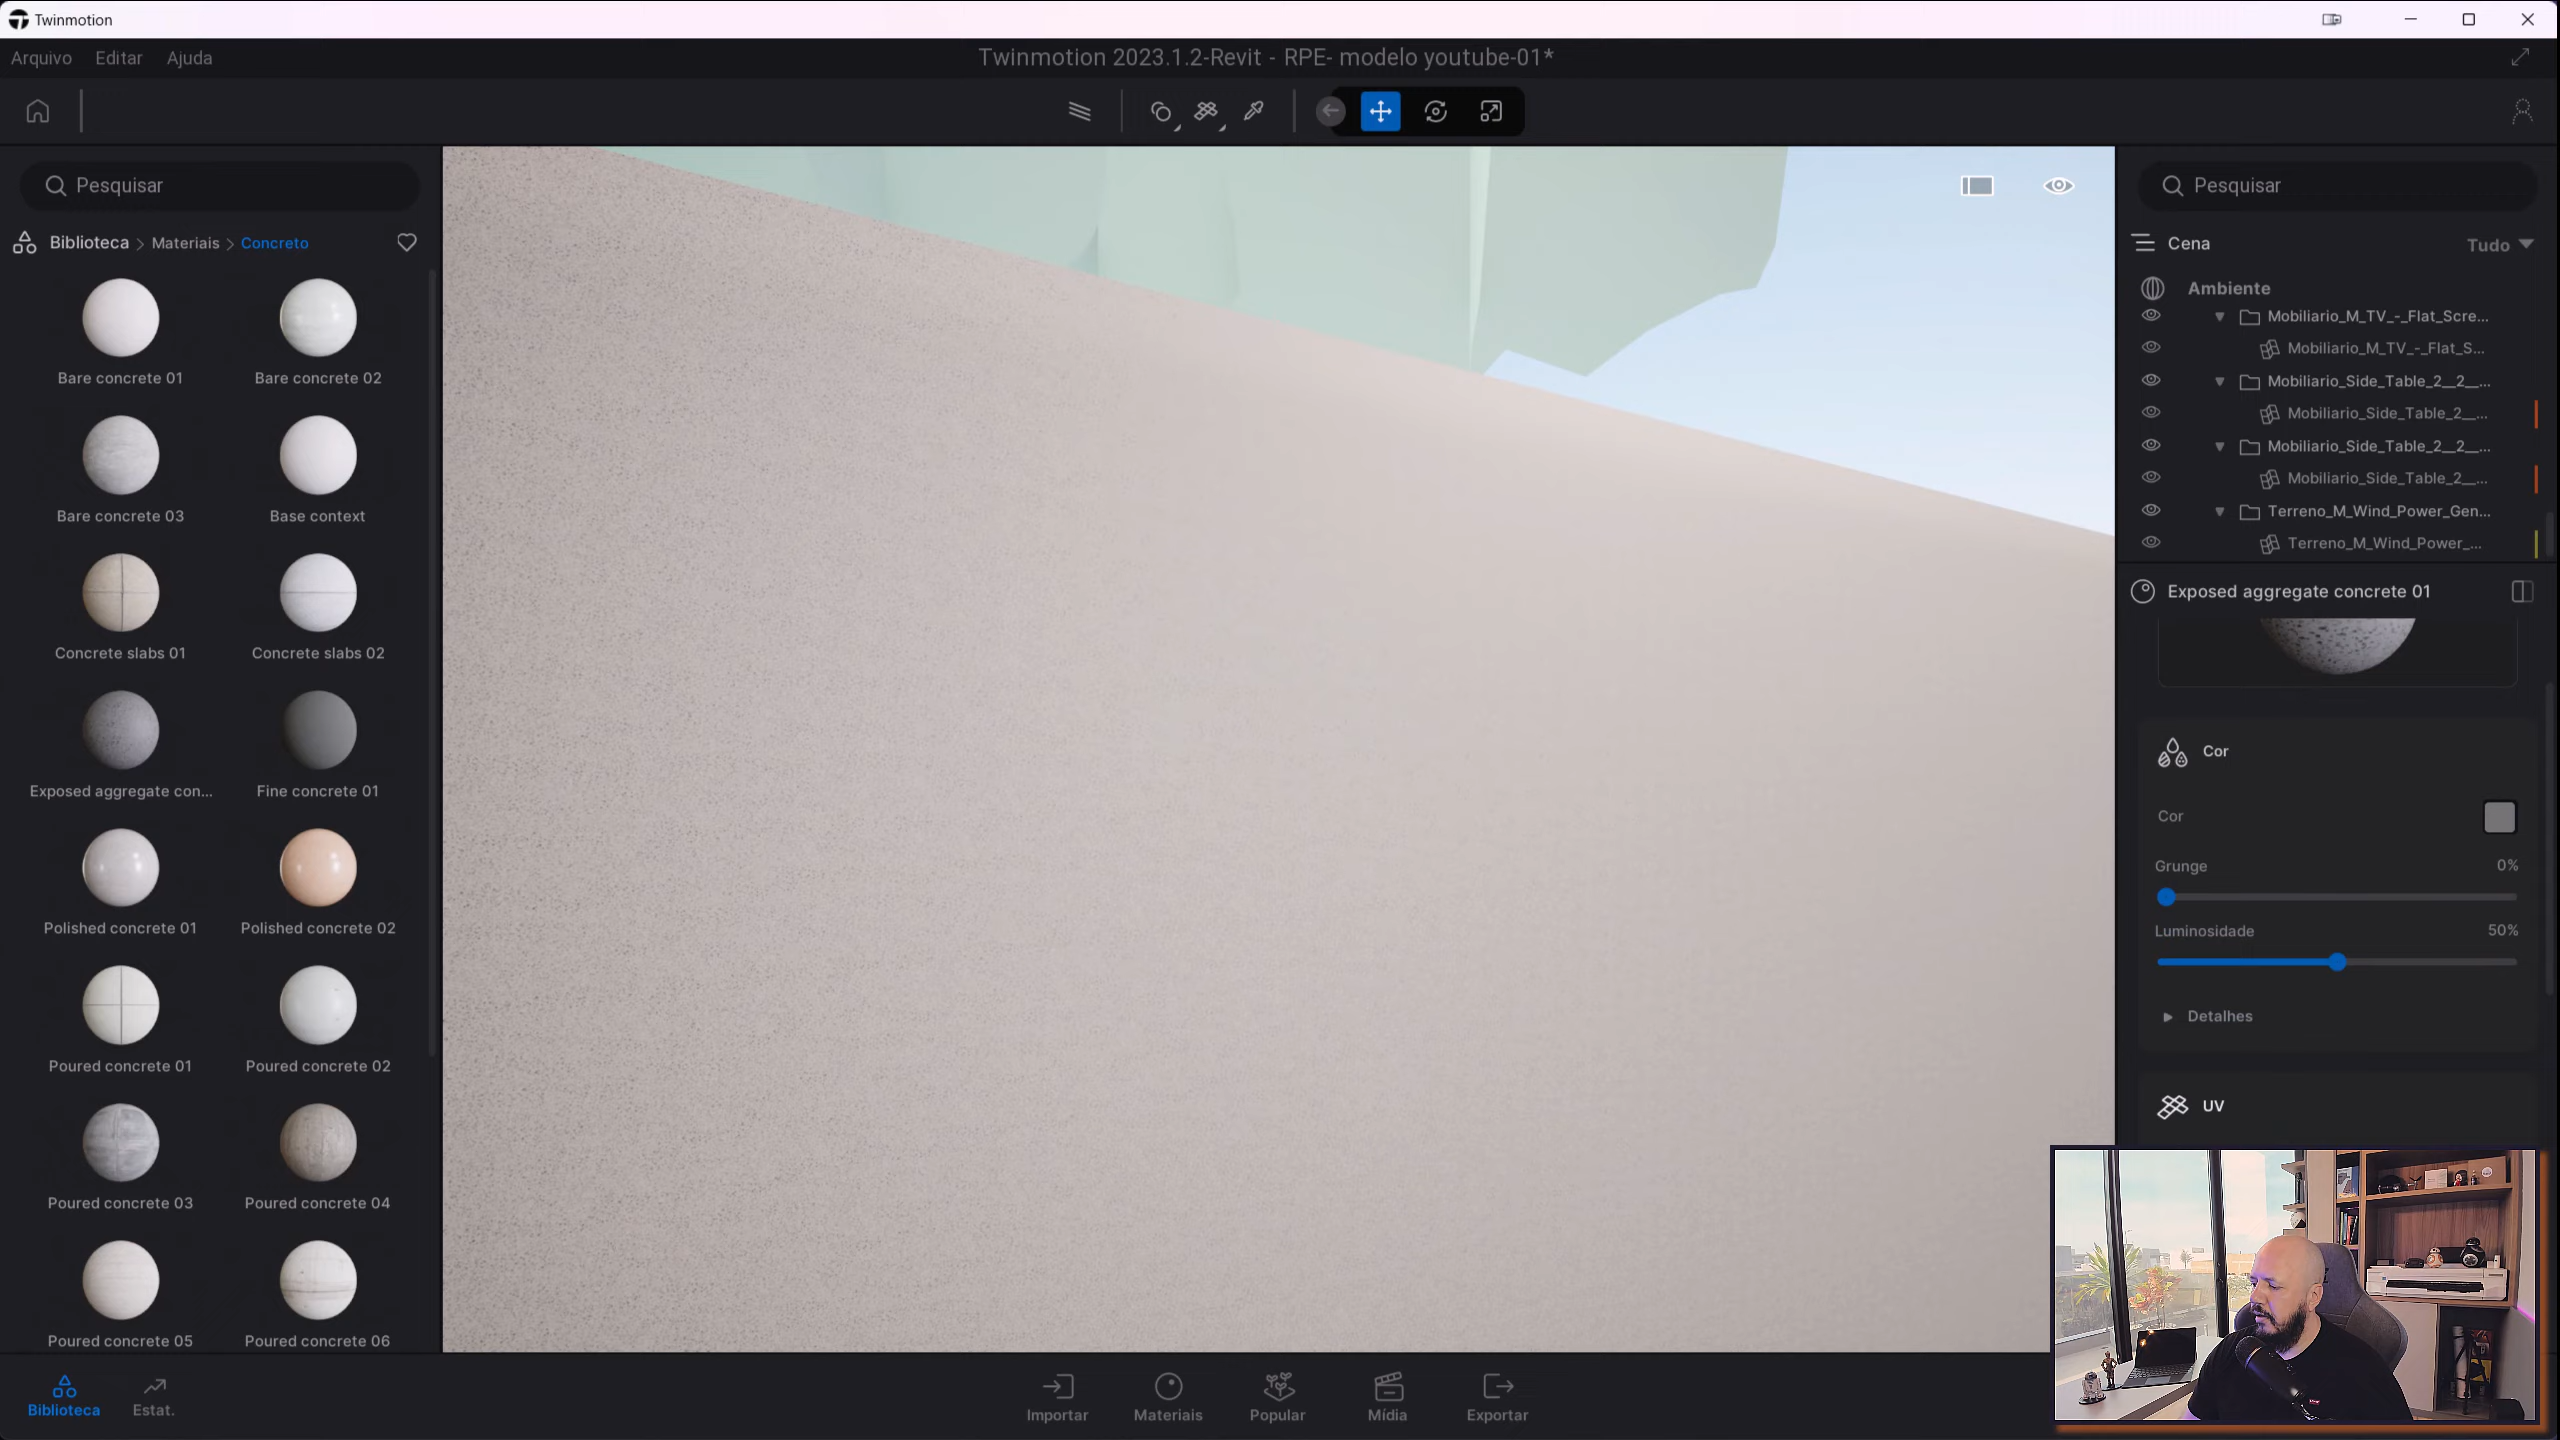 Twinmotion
Arquivo Editar Ajuda
Twinmotion 2023.1.2-Revit - RPE- modelo youtube-01*
Pesquisar
Biblioteca > Materiais > Concreto
Bare concrete 01
Bare concrete 02
Bare concrete 03
Base context
Concrete slabs 01
Concrete slabs 02
Exposed aggregate con...
Fine concrete 01
Polished concrete 01
Polished concrete 02
Poured concrete 01
Poured concrete 02
Poured concrete 03
Poured concrete 04
Poured concrete 05
Poured concrete 06
Biblioteca
Estat.
Importar
Materiais
Popular
Mídia
Exportar
Pesquisar
Cena
Tudo
Ambiente
Mobiliario_M_TV_-_Flat_Scre...
Mobiliario_M_TV_-_Flat_S...
Mobiliario_Side_Table_2__2__...
Mobiliario_Side_Table_2__...
Mobiliario_Side_Table_2__2__...
Mobiliario_Side_Table_2__...
Terreno_M_Wind_Power_Gen...
Terreno_M_Wind_Power_...
Exposed aggregate concrete 01
Cor
Cor
Grunge 0%
Luminosidade 50%
Detalhes
UV